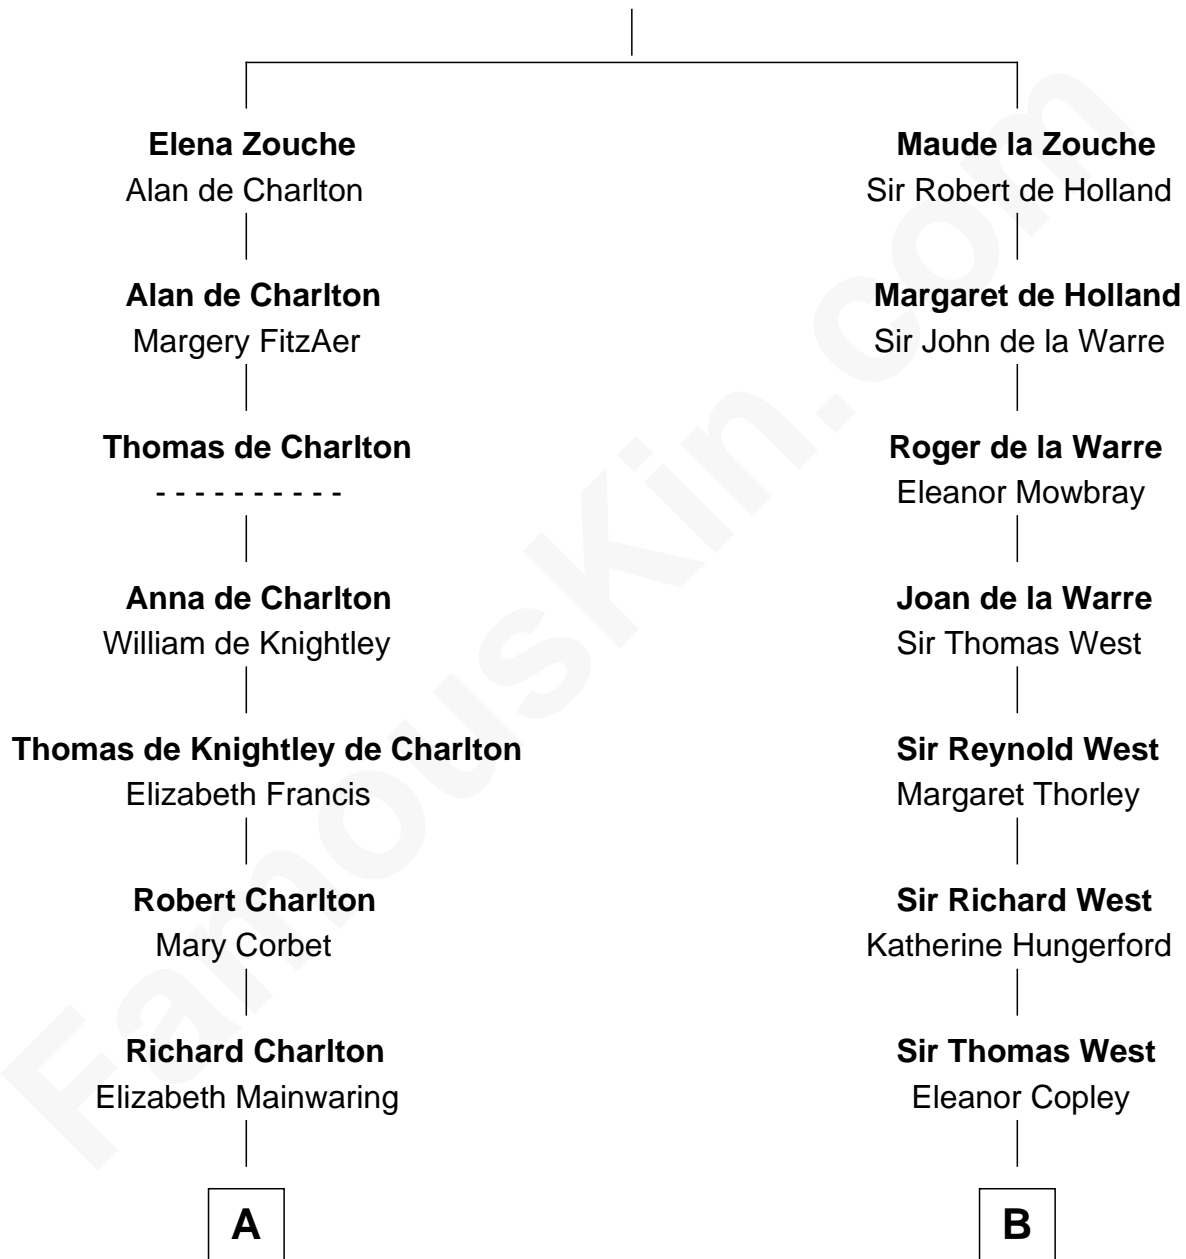 Elena Zouche
Alan de Charlton
Alan de Charlton
Margery FitzAer
Thomas de Charlton
- - - - - - - - - -
Anna de Charlton
William de Knightley
Thomas de Knightley de Charlton
Elizabeth Francis
Robert Charlton
Mary Corbet
Richard Charlton
Elizabeth Mainwaring
A
Maude la Zouche
Sir Robert de Holland
Margaret de Holland
Sir John de la Warre
Roger de la Warre
Eleanor Mowbray
Joan de la Warre
Sir Thomas West
Sir Reynold West
Margaret Thorley
Sir Richard West
Katherine Hungerford
Sir Thomas West
Eleanor Copley
B
FamousKin.com